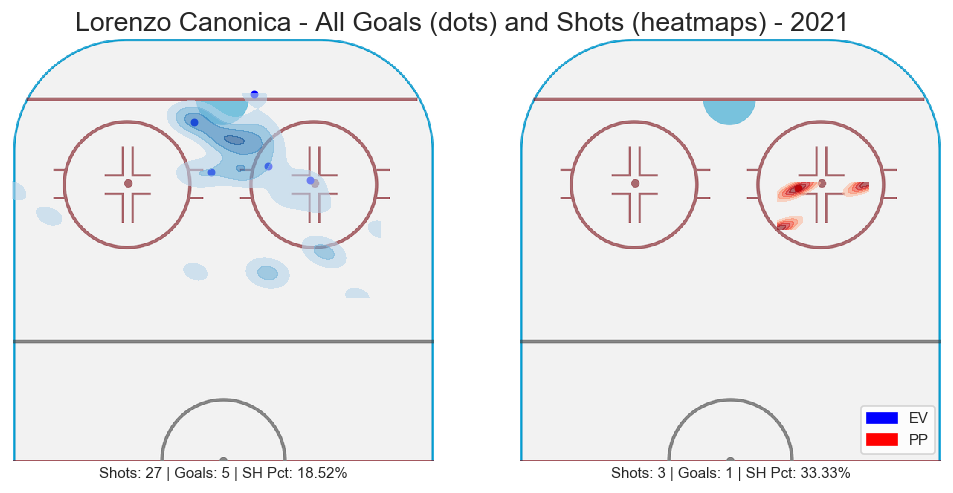 Lorenzo Canonica - All Goals (dots) and Shots (heatmaps) - 2021
EV
PP
Shots: 27 | Goals: 5 | SH Pct: 18.52%
Shots: 3 | Goals: 1 | SH Pct: 33.33%